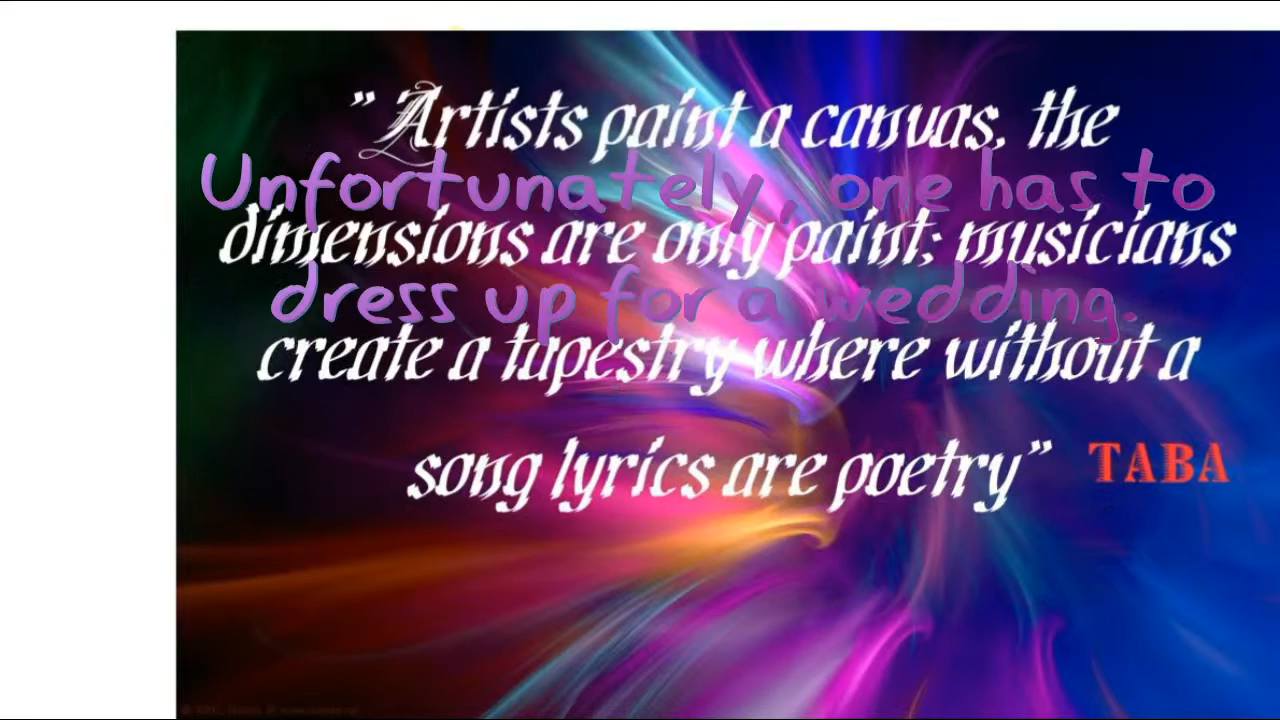 " Artists paint a canvas, the
Unfortunately, one has to
dimensions are only paint; musicians
dress up for a wedding.
create a tapestry where without a
song lyrics are poetry" TABA